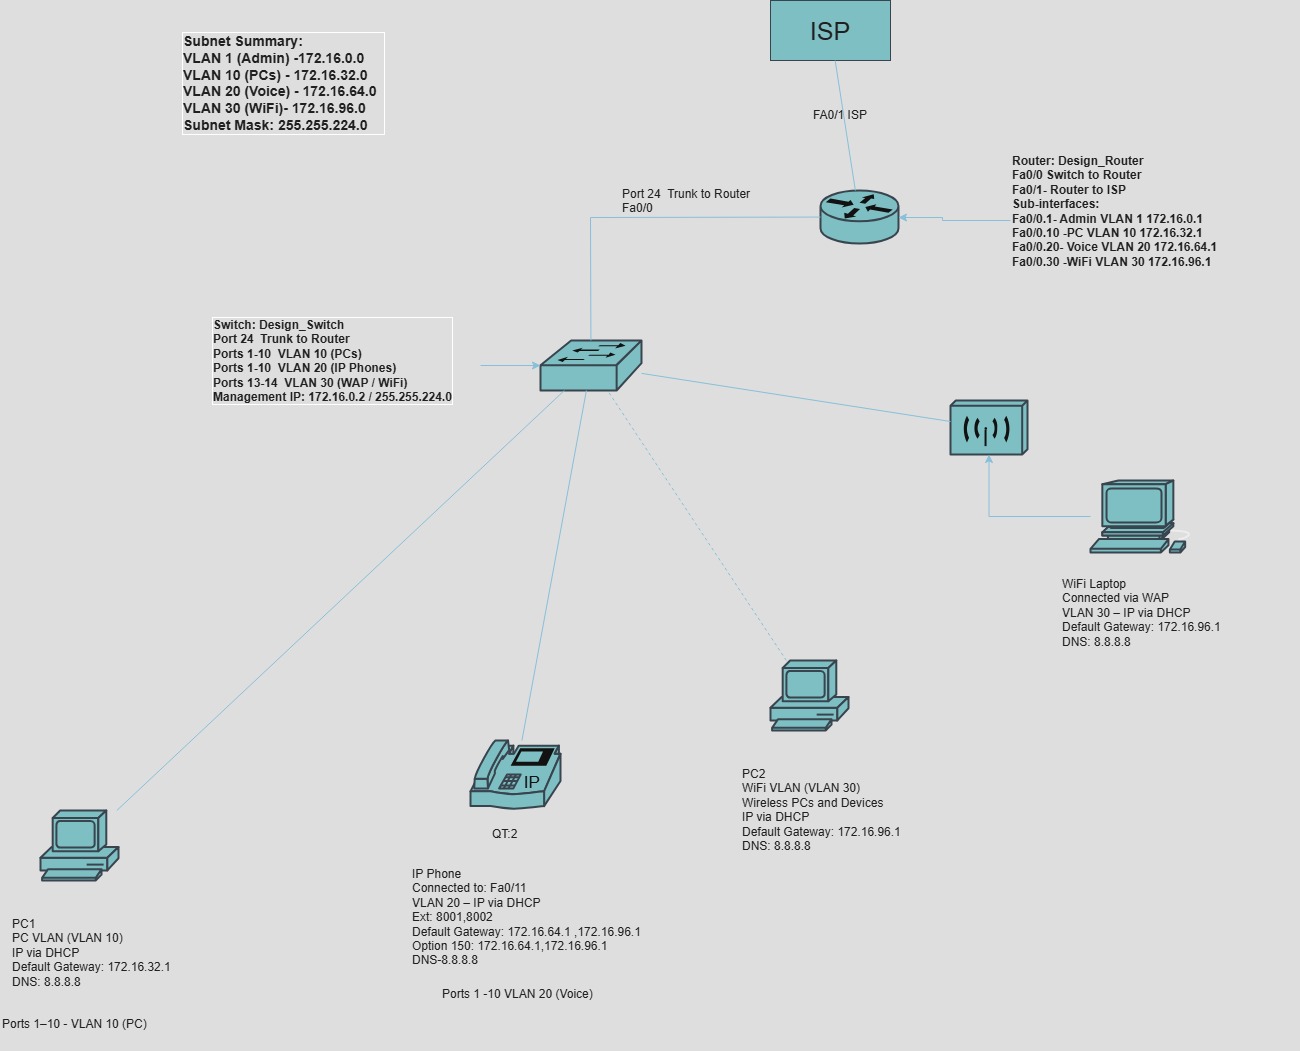 ISP
Subnet Summary:
VLAN 1 (Admin) -172.16.0.0
VLAN 10 (PCs) - 172.16.32.0
VLAN 20 (Voice) - 172.16.64.0
VLAN 30 (WiFi)- 172.16.96.0
Subnet Mask: 255.255.224.0
FA0/1 ISP
Router: Design_Router
Fa0/0 Switch to Router
Fa0/1- Router to ISP
Sub-interfaces:
Fa0/0.1- Admin VLAN 1 172.16.0.1
Fa0/0.10 -PC VLAN 10 172.16.32.1
Fa0/0.20- Voice VLAN 20 172.16.64.1
Fa0/0.30 -WiFi VLAN 30 172.16.96.1
Port 24 Trunk to Router
Fa0/0
Switch: Design_Switch
Port 24 Trunk to Router
Ports 1-10 VLAN 10 (PCs)
Ports 1-10 VLAN 20 (IP Phones)
Ports 13-14 VLAN 30 (WAP / WiFi)
Management IP: 172.16.0.2 / 255.255.224.0
WiFi Laptop
Connected via WAP
VLAN 30 – IP via DHCP
Default Gateway: 172.16.96.1
DNS: 8.8.8.8
PC2
WiFi VLAN (VLAN 30)
Wireless PCs and Devices
IP via DHCP
Default Gateway: 172.16.96.1
DNS: 8.8.8.8
IP
QT:2
IP Phone
Connected to: Fa0/11
VLAN 20 – IP via DHCP
Ext: 8001,8002
Default Gateway: 172.16.64.1 ,172.16.96.1
Option 150: 172.16.64.1,172.16.96.1
DNS-8.8.8.8
Ports 1 -10 VLAN 20 (Voice)
PC1
PC VLAN (VLAN 10)
IP via DHCP
Default Gateway: 172.16.32.1
DNS: 8.8.8.8
Ports 1–10 - VLAN 10 (PC)